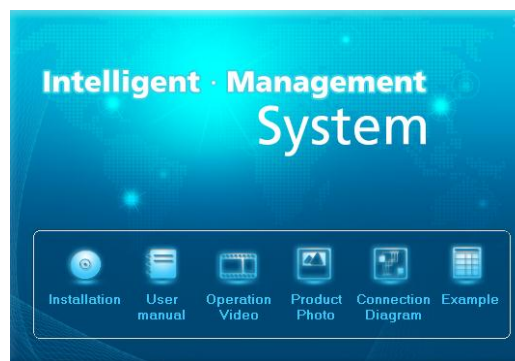 Intelligent · Management
System
Installation
User
manual
Operation
Video
Product
Photo
Connection
Diagram
Example